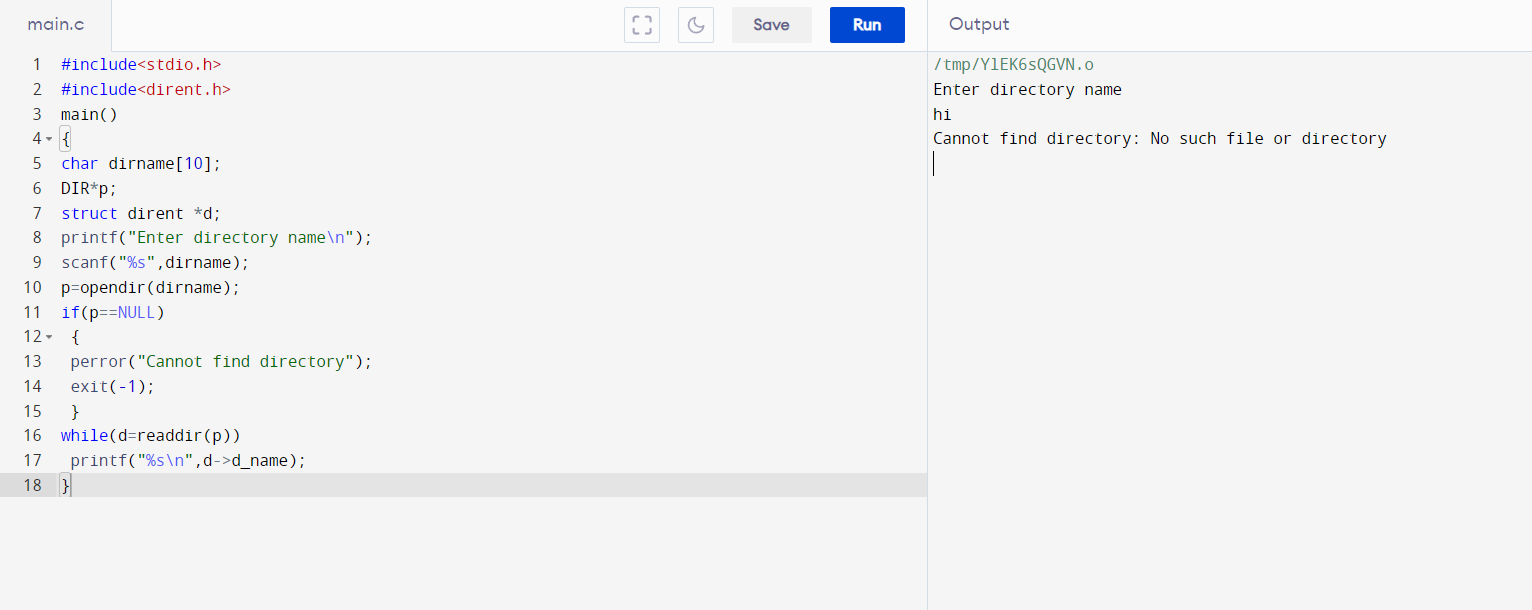 main.c
Save
Run
Output
1 #include<stdio.h>
2 #include<dirent.h>
3 main()
4 {
5 char dirname[10];
6 DIR*p;
7 struct dirent *d;
8 printf("Enter directory name\n");
9 scanf("%s",dirname);
10 p=opendir(dirname);
11 if(p==NULL)
12 {
13 perror("Cannot find directory");
14 exit(-1);
15 }
16 while(d=readdir(p))
17 printf("%s\n",d->d_name);
18 }
/tmp/YlEK6sQGVN.o
Enter directory name
hi
Cannot find directory: No such file or directory